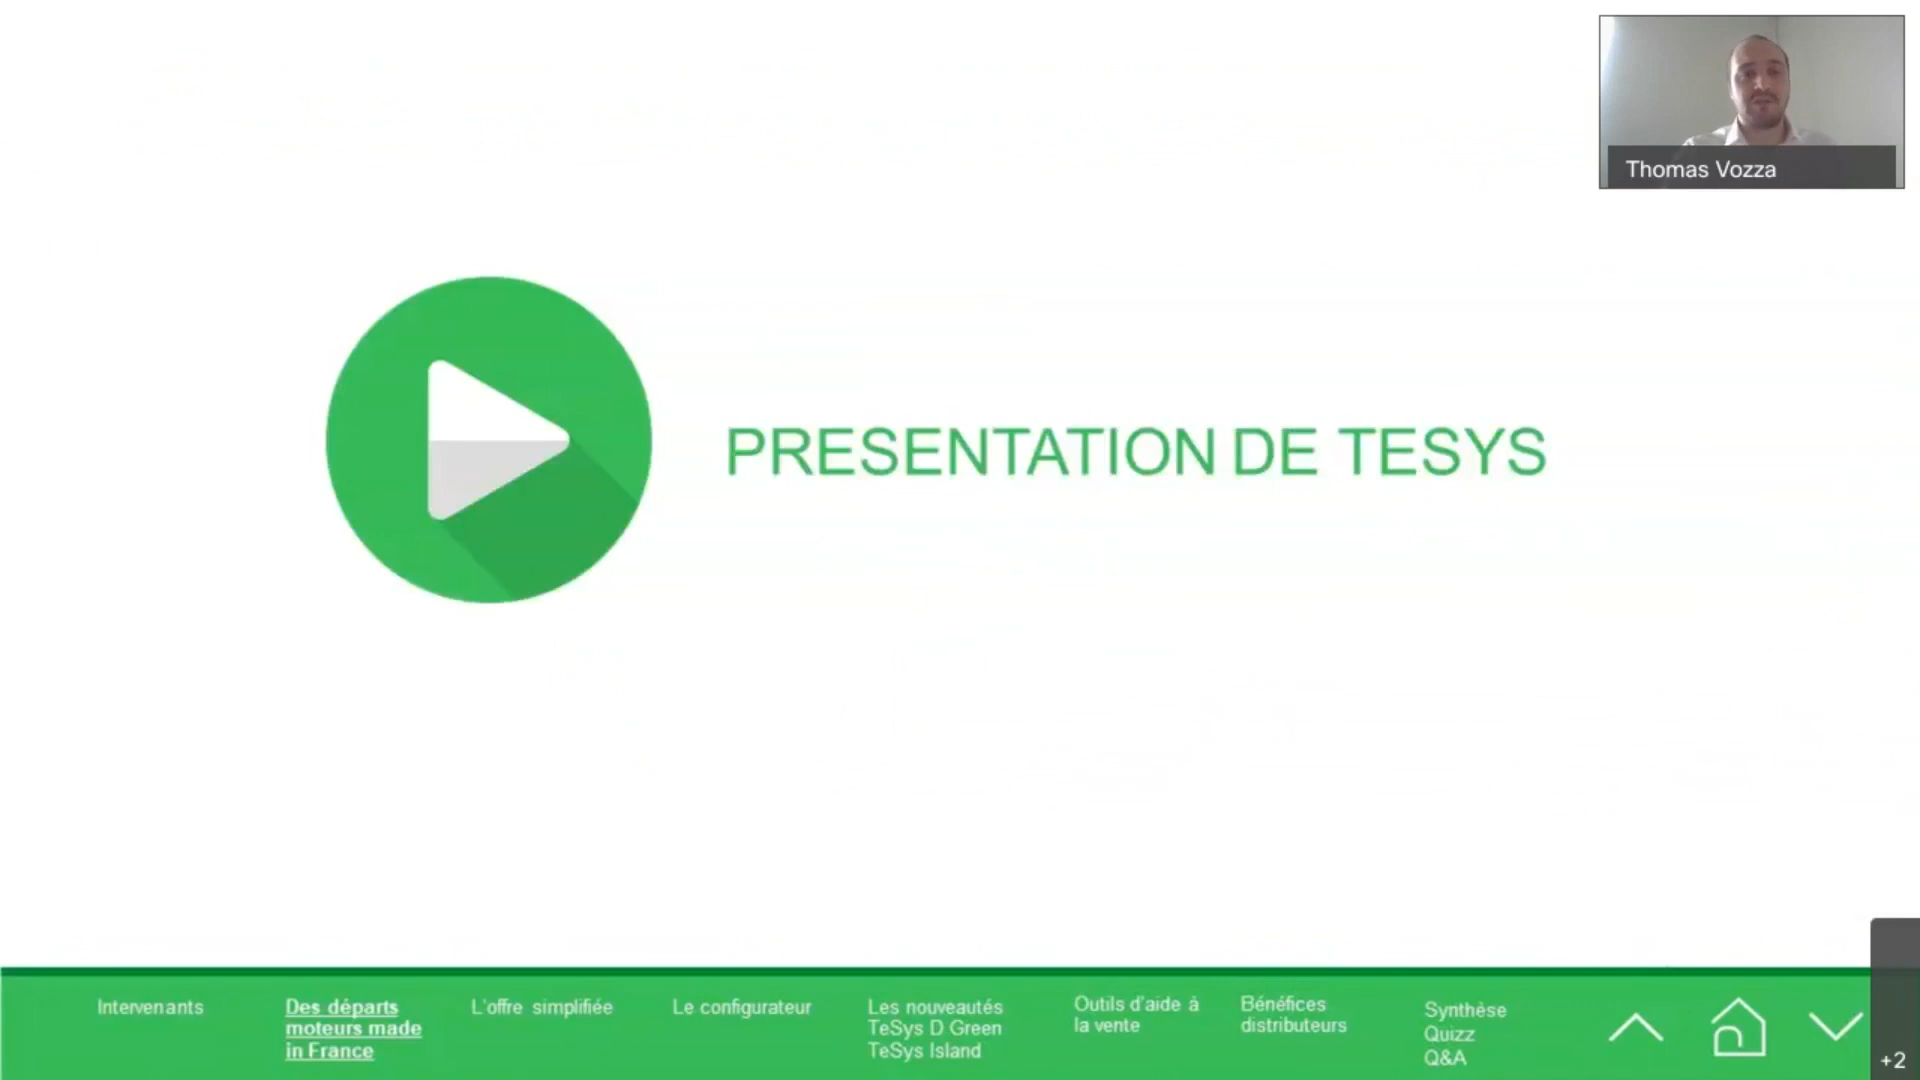 Thomas Vozza
PRESENTATION DE TESYS
Intervenants
Des départs
moteurs made
in France
L'offre simplifiée
Le configurateur
Les nouveautés
TeSys D Green
TeSys Island
Outils d'aide à
la vente
Bénéfices
distributeurs
Synthèse
Quizz
Q&A
+2